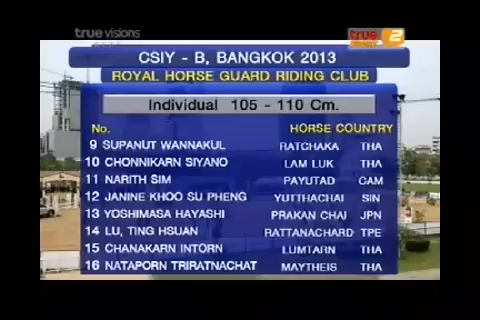 true visions
true 2
CSIY - B, BANGKOK 2013
ROYAL HORSE GUARD RIDING CLUB
Individual 105 - 110 Cm.
No. HORSE COUNTRY
9 SUPANUT WANNAKUL RATCHAKA THA
10 CHONNIKARN SIYANO LAM LUK THA
11 NARITH SIM PAYUTAD CAM
12 JANINE KHOO SU PHENG YUTTHACHAI SIN
13 YOSHIMASA HAYASHI PRAKAN CHAI JPN
14 LU, TING HSUAN RATTANACHARD TPE
15 CHANAKARN INTORN LUMTARN THA
16 NATAPORN TRIRATNACHAT MAYTHEIS THA